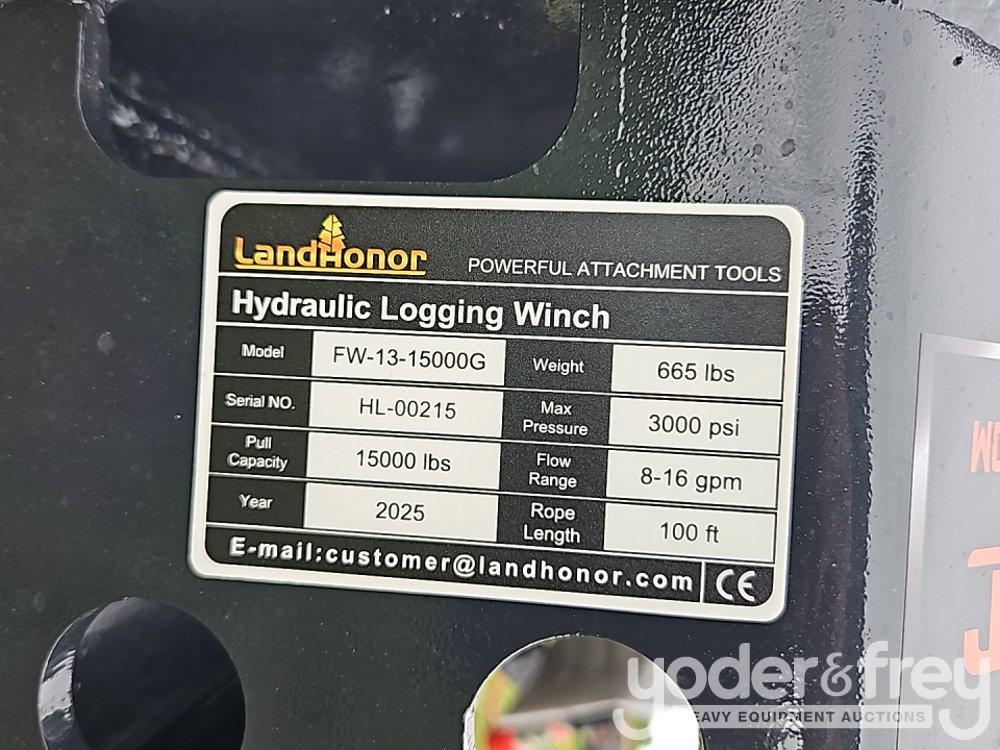 LandHonor
POWERFUL ATTACHMENT TOOLS
Hydraulic Logging Winch
Model FW-13-15000G Weight 665 lbs
Serial NO. HL-00215 Max Pressure 3000 psi
Pull Capacity 15000 lbs Flow Range 8-16 gpm
Year 2025 Rope Length 100 ft
E-mail:customer@landhonor.com CE
yoder&frey
HEAVY EQUIPMENT AUCTIONS